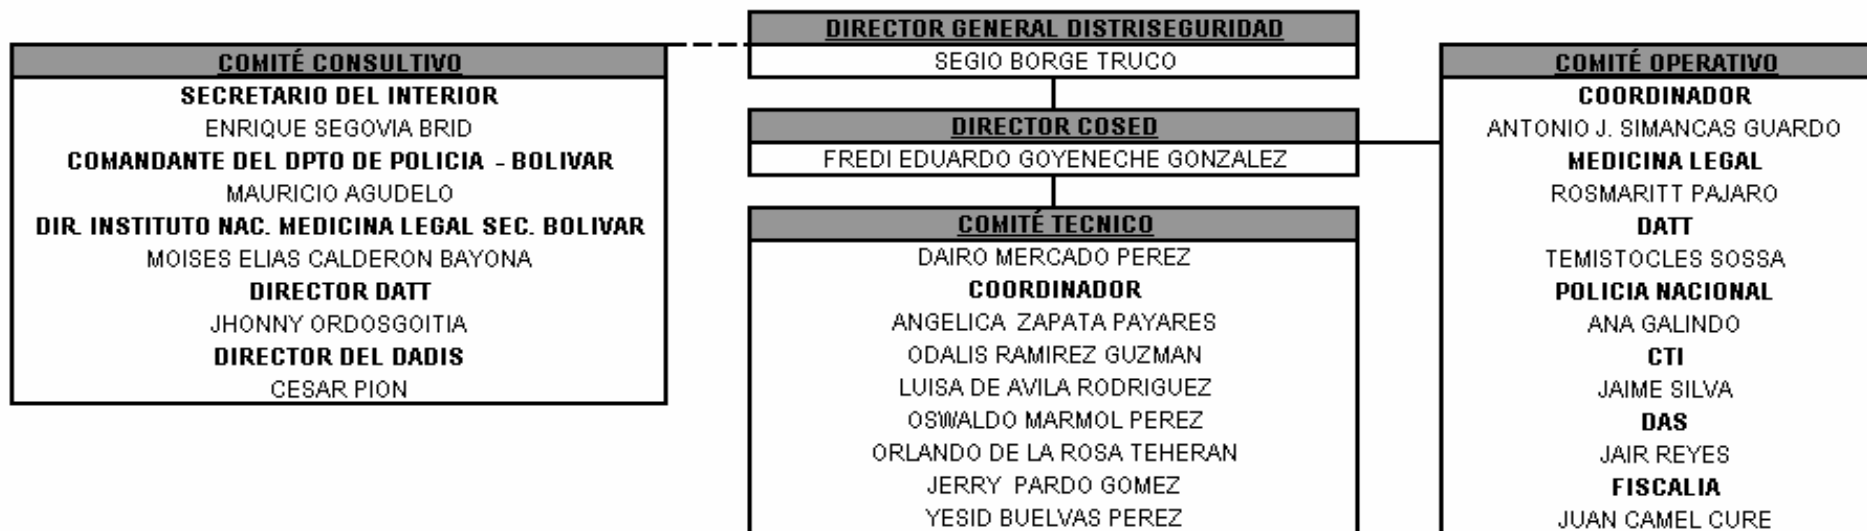 DIRECTOR GENERAL DISTRISEGURIDAD
SEGIO BORGE TRUCO
COMITÉ CONSULTIVO
SECRETARIO DEL INTERIOR
ENRIQUE SEGOVIA BRID
COMANDANTE DEL DPTO DE POLICIA - BOLIVAR
MAURICIO AGUDELO
DIR. INSTITUTO NAC. MEDICINA LEGAL SEC. BOLIVAR
MOISES ELIAS CALDERON BAYONA
DIRECTOR DATT
JHONNY ORDOSGOITIA
DIRECTOR DEL DADIS
CESAR PION
DIRECTOR COSED
FREDI EDUARDO GOYENECHE GONZALEZ
COMITÉ TECNICO
DAIRO MERCADO PEREZ
COORDINADOR
ANGELICA ZAPATA PAYARES
ODALIS RAMIREZ GUZMAN
LUISA DE AVILA RODRIGUEZ
OSWALDO MARMOL PEREZ
ORLANDO DE LA ROSA TEHERAN
JERRY PARDO GOMEZ
YESID BUELVAS PEREZ
COMITÉ OPERATIVO
COORDINADOR
ANTONIO J. SIMANCAS GUARDO
MEDICINA LEGAL
ROSMARITT PAJARO
DATT
TEMISTOCLES SOSSA
POLICIA NACIONAL
ANA GALINDO
CTI
JAIME SILVA
DAS
JAIR REYES
FISCALIA
JUAN CAMEL CURE